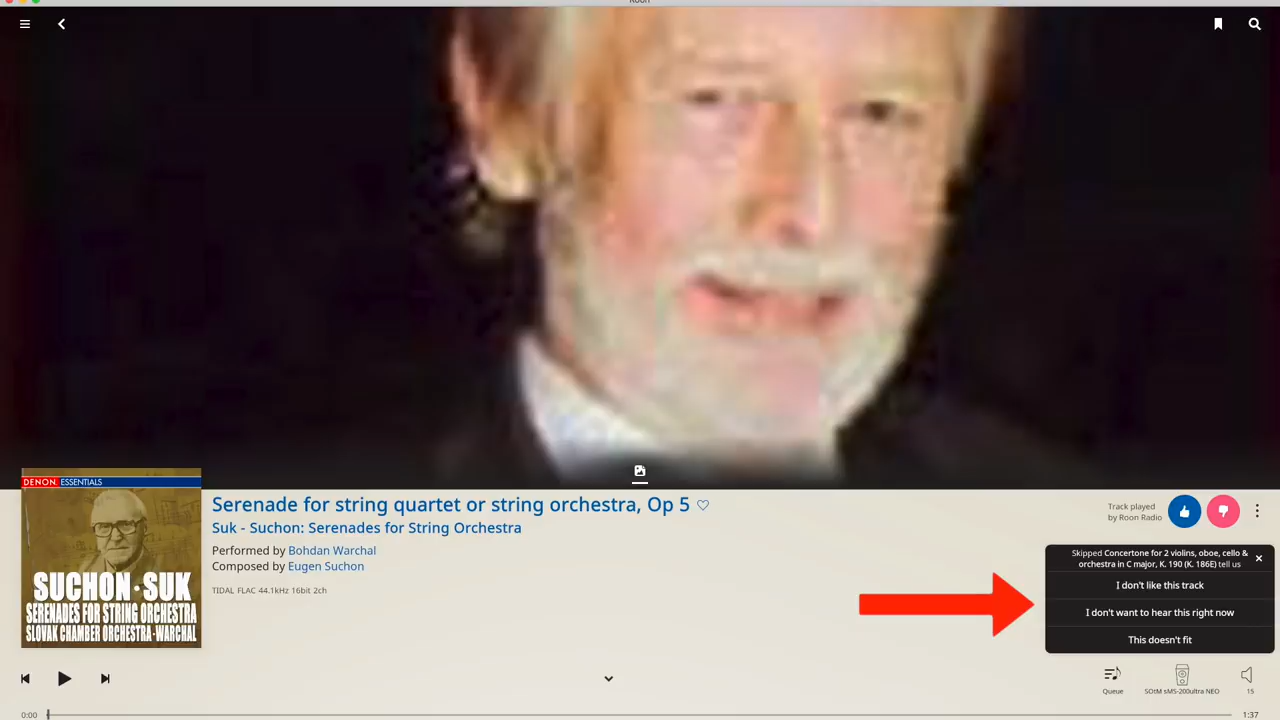 Roon
DENON. ESSENTIALS
SUCHON·SUK
SERENADES FOR STRING ORCHESTRA
SLOVAK CHAMBER ORCHESTRA·WARCHAL
Serenade for string quartet or string orchestra, Op 5
Suk - Suchon: Serenades for String Orchestra
Performed by Bohdan Warchal
Composed by Eugen Suchon
TIDAL FLAC 44.1kHz 16bit 2ch
Track played
by Roon Radio
Skipped Concertone for 2 violins, oboe, cello &
orchestra in C major, K. 190 (K. 186E) tell us
I don't like this track
I don't want to hear this right now
This doesn't fit
Queue
SOtM sMS-200ultra NEO
15
0:00
1:37